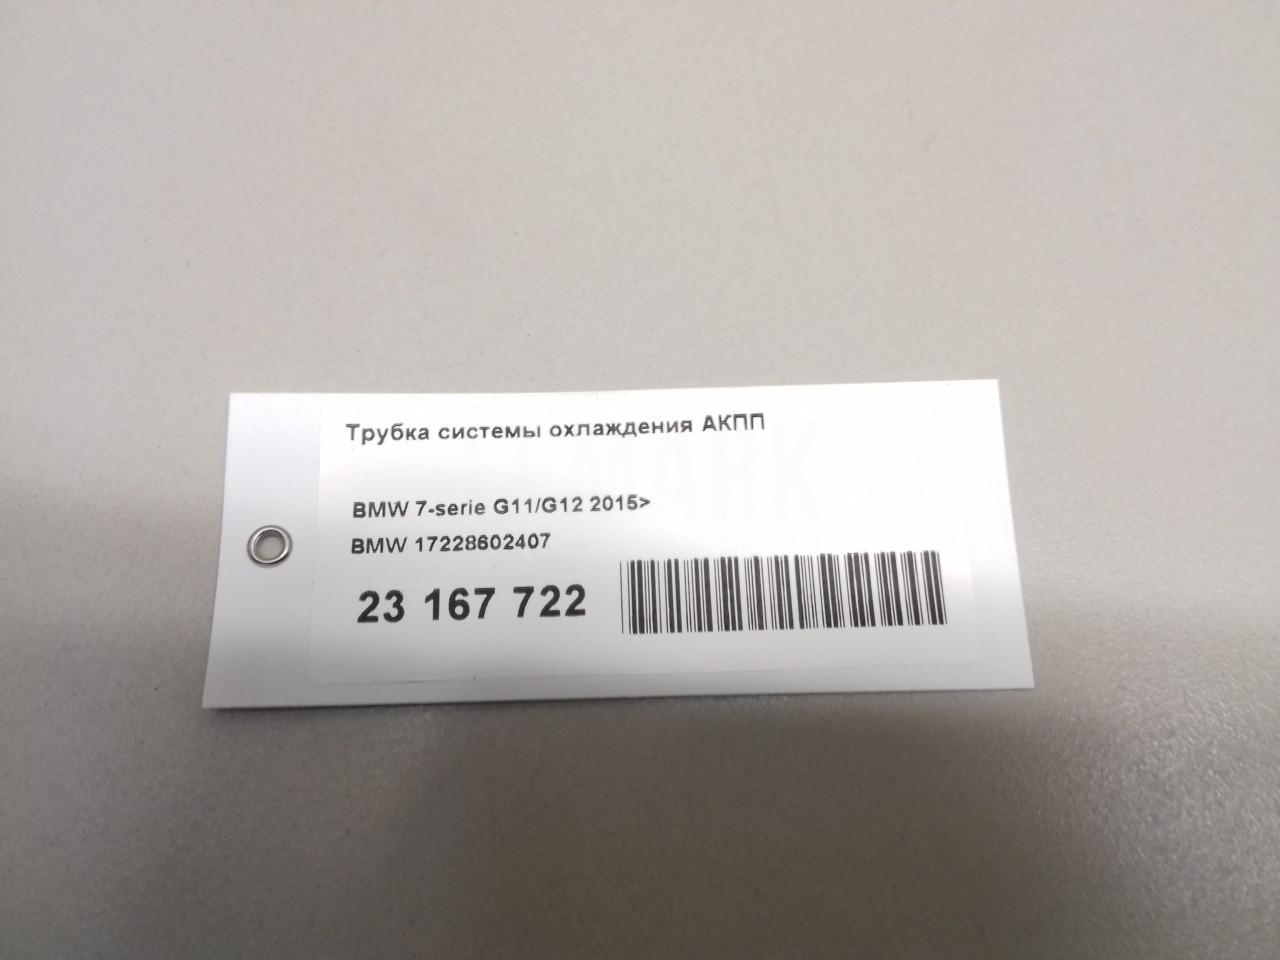 Трубка системы охлаждения АКПП
BMW 7-serie G11/G12 2015>
BMW 17228602407
23 167 722